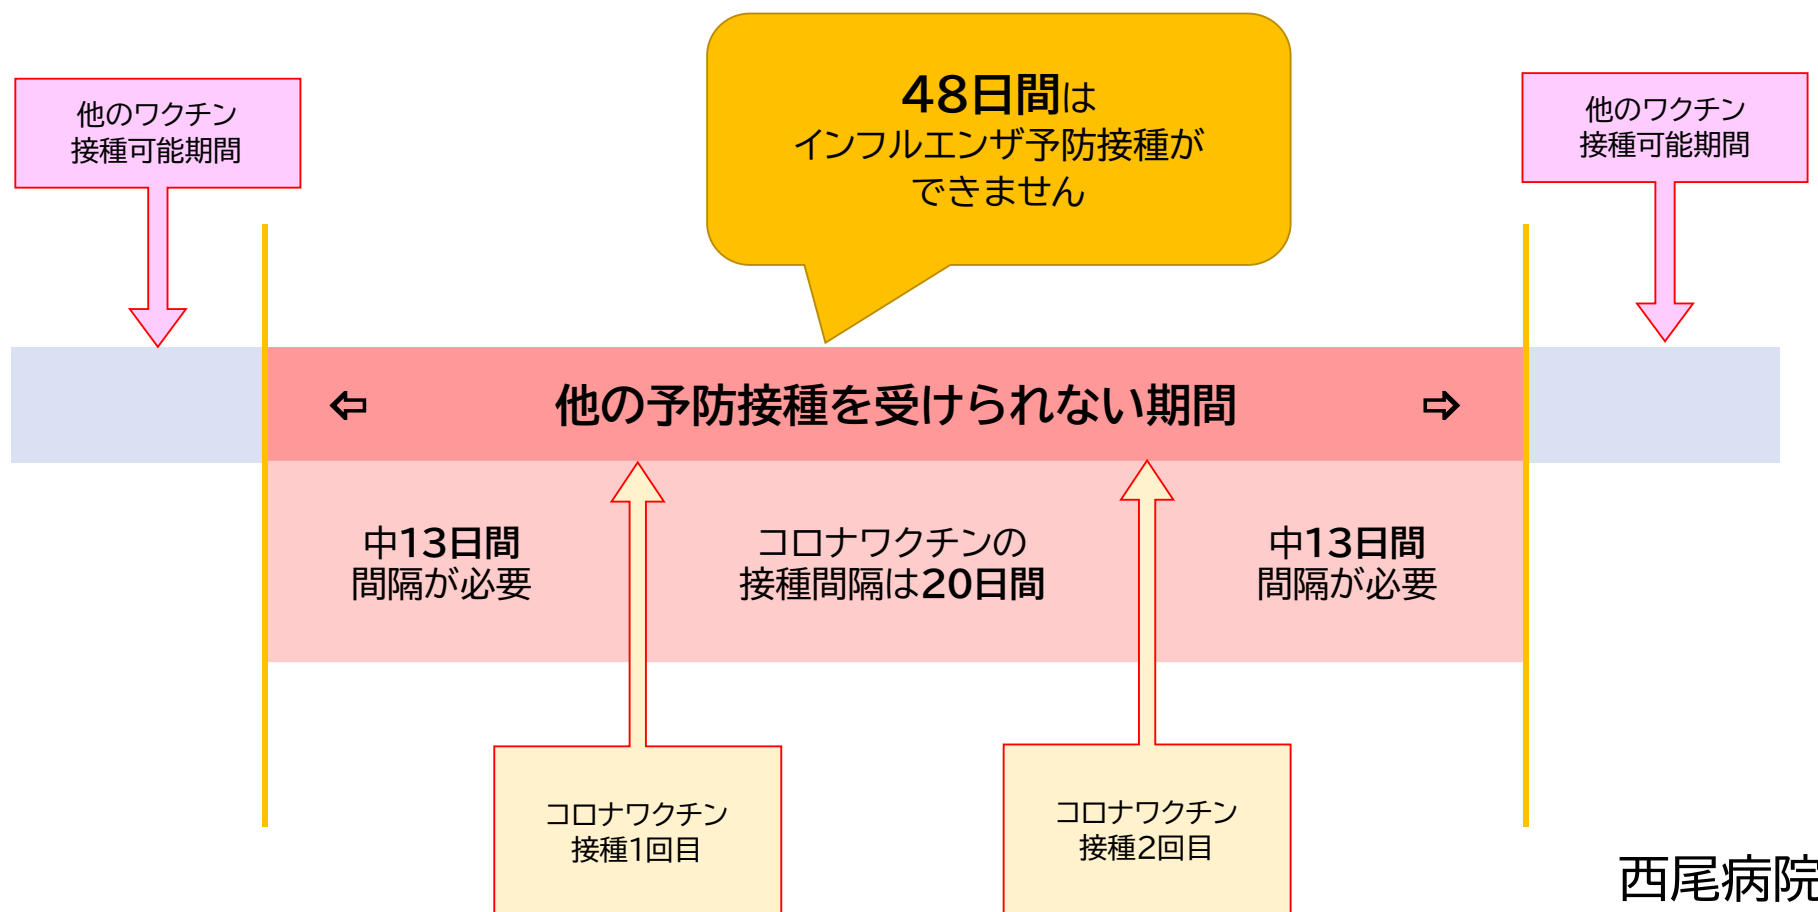 48日間は
インフルエンザ予防接種が
できません
他のワクチン
接種可能期間
他のワクチン
接種可能期間
⇦ 他の予防接種を受けられない期間 ⇨
中13日間
間隔が必要
コロナワクチンの
接種間隔は20日間
中13日間
間隔が必要
コロナワクチン
接種1回目
コロナワクチン
接種2回目
西尾病院